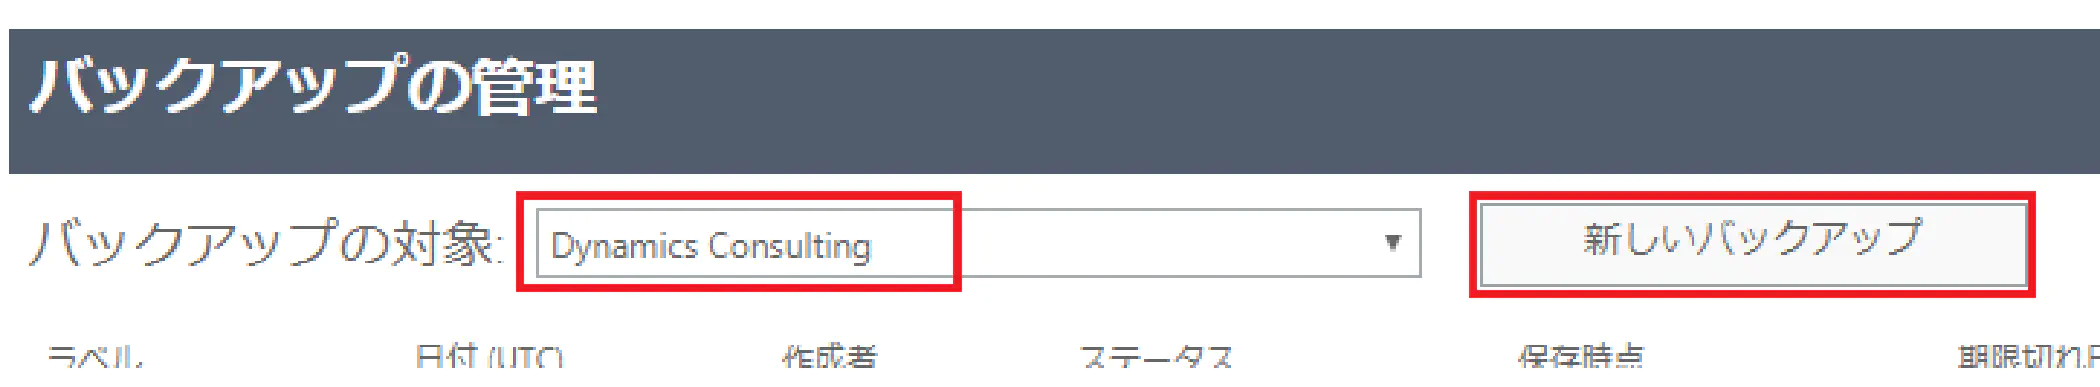 バックアップの管理
バックアップの対象: Dynamics Consulting ▼ 新しいバックアップ
ラベル 日付 (UTC) 作成者 ステータス 保存時点 期限切れ日